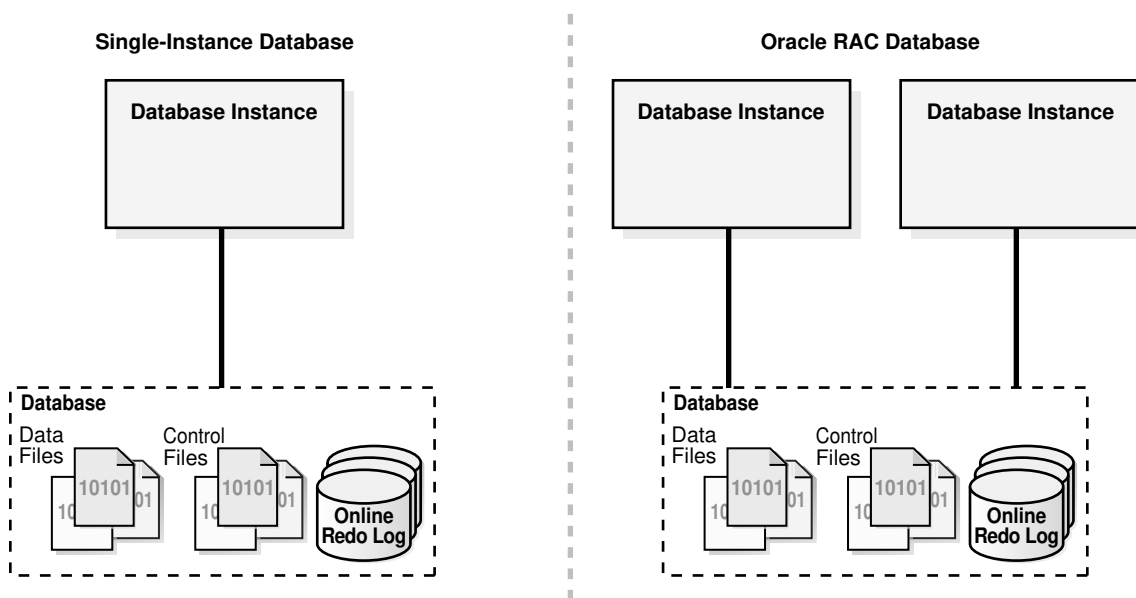 Single-Instance Database
Database Instance
Database
Data
Files
Control
Files
10101
10
01
10101
10
01
Online
Redo Log
Oracle RAC Database
Database Instance
Database Instance
Database
Data
Files
Control
Files
10101
10
01
10101
10
01
Online
Redo Log